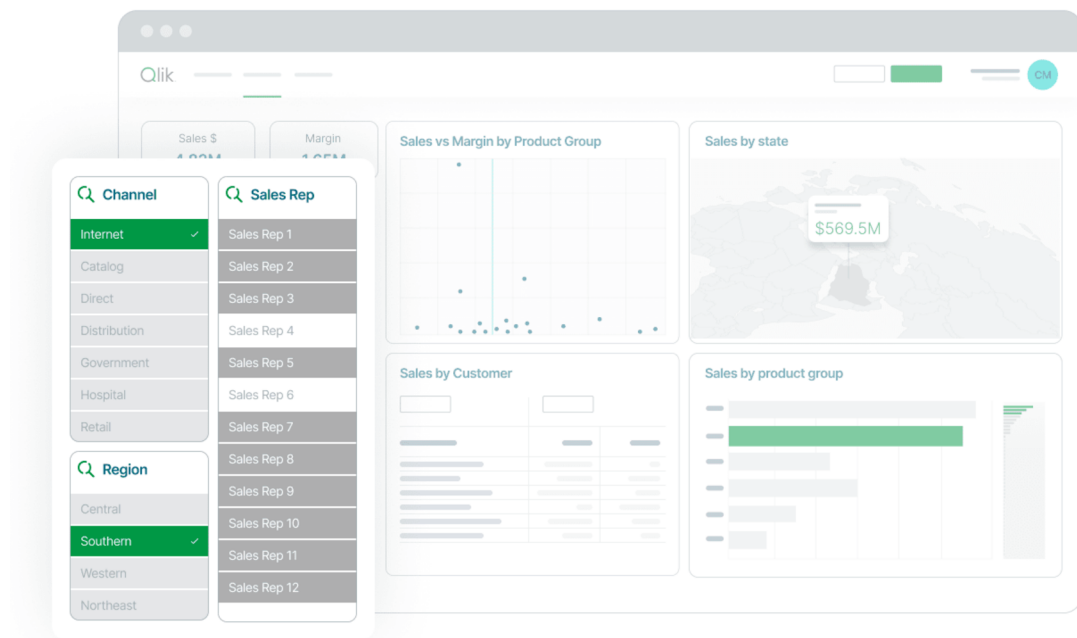 Qlik
CM
Sales $
Margin
Sales vs Margin by Product Group
Sales by state
$569.5M
Channel
Internet
Catalog
Direct
Distribution
Government
Hospital
Retail
Region
Central
Southern
Western
Northeast
Sales Rep
Sales Rep 1
Sales Rep 2
Sales Rep 3
Sales Rep 4
Sales Rep 5
Sales Rep 6
Sales Rep 7
Sales Rep 8
Sales Rep 9
Sales Rep 10
Sales Rep 11
Sales Rep 12
Sales by Customer
Sales by product group